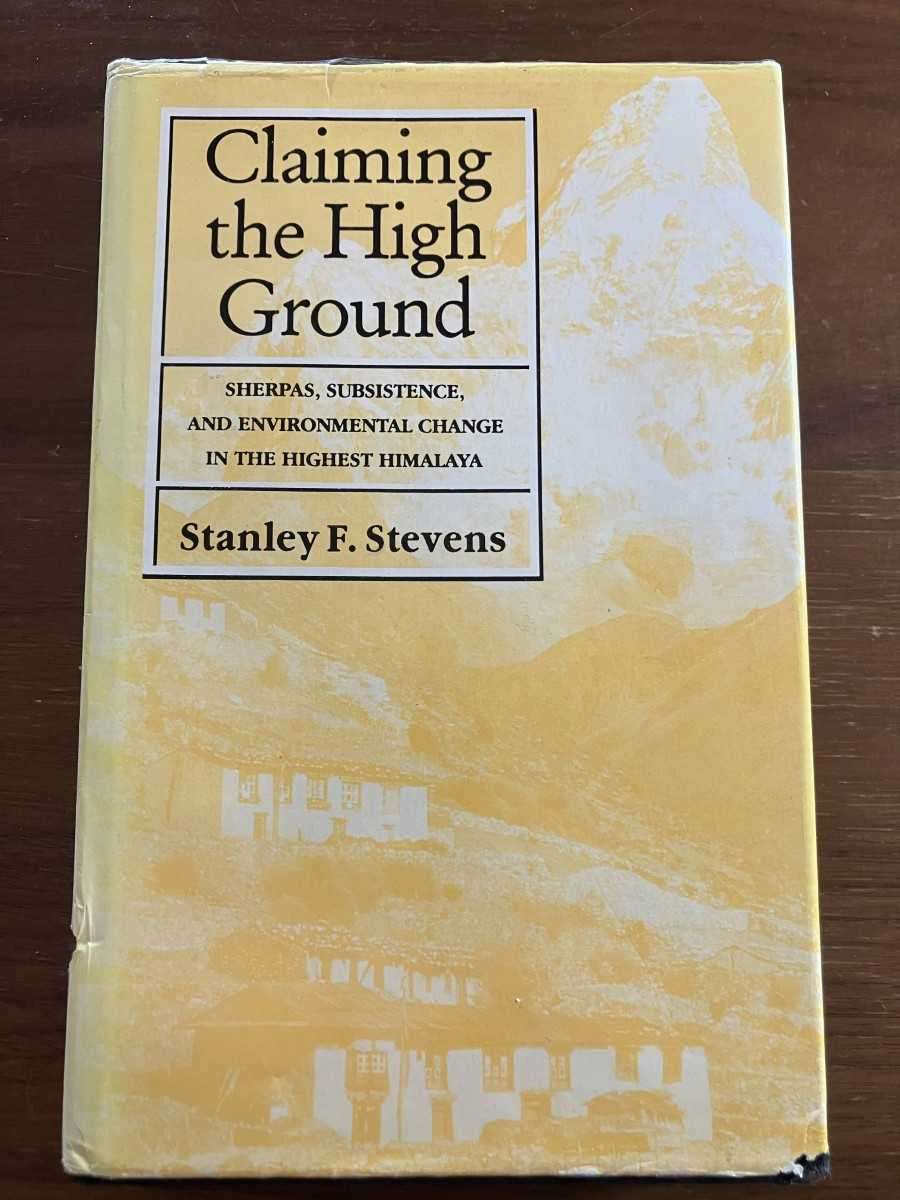 Claiming
the High
Ground
SHERPAS, SUBSISTENCE,
AND ENVIRONMENTAL CHANGE
IN THE HIGHEST HIMALAYA
Stanley F. Stevens